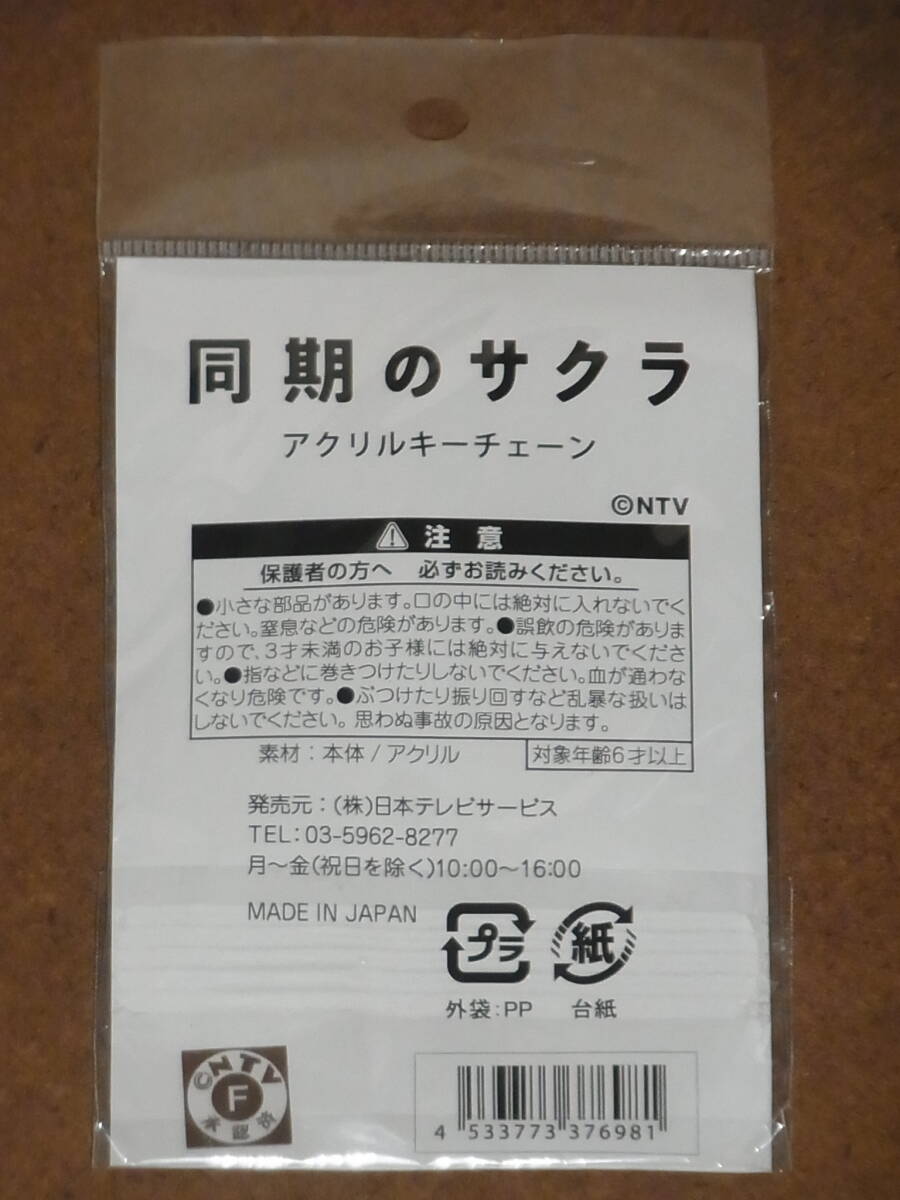 同期のサクラ
アクリルキーチェーン
©NTV
注意
保護者の方へ 必ずお読みください。
●小さな部品があります。口の中には絶対に入れないでく
ださい。窒息などの危険があります。●誤飲の危険がありま
すので、3才未満のお子様には絶対に与えないでくださ
い。●指などに巻きつけたりしないでください。血が通わな
くなり危険です。●ぶつけたり振り回すなど乱暴な扱いは
しないでください。思わぬ事故の原因となります。
素材：本体/アクリル
対象年齢6才以上
発売元：(株)日本テレビサービス
TEL：03-5962-8277
月～金(祝日を除く)10:00～16:00
MADE IN JAPAN
プラ
紙
外袋：PP
台紙
©NTV
F
承認済
4 533773 376981